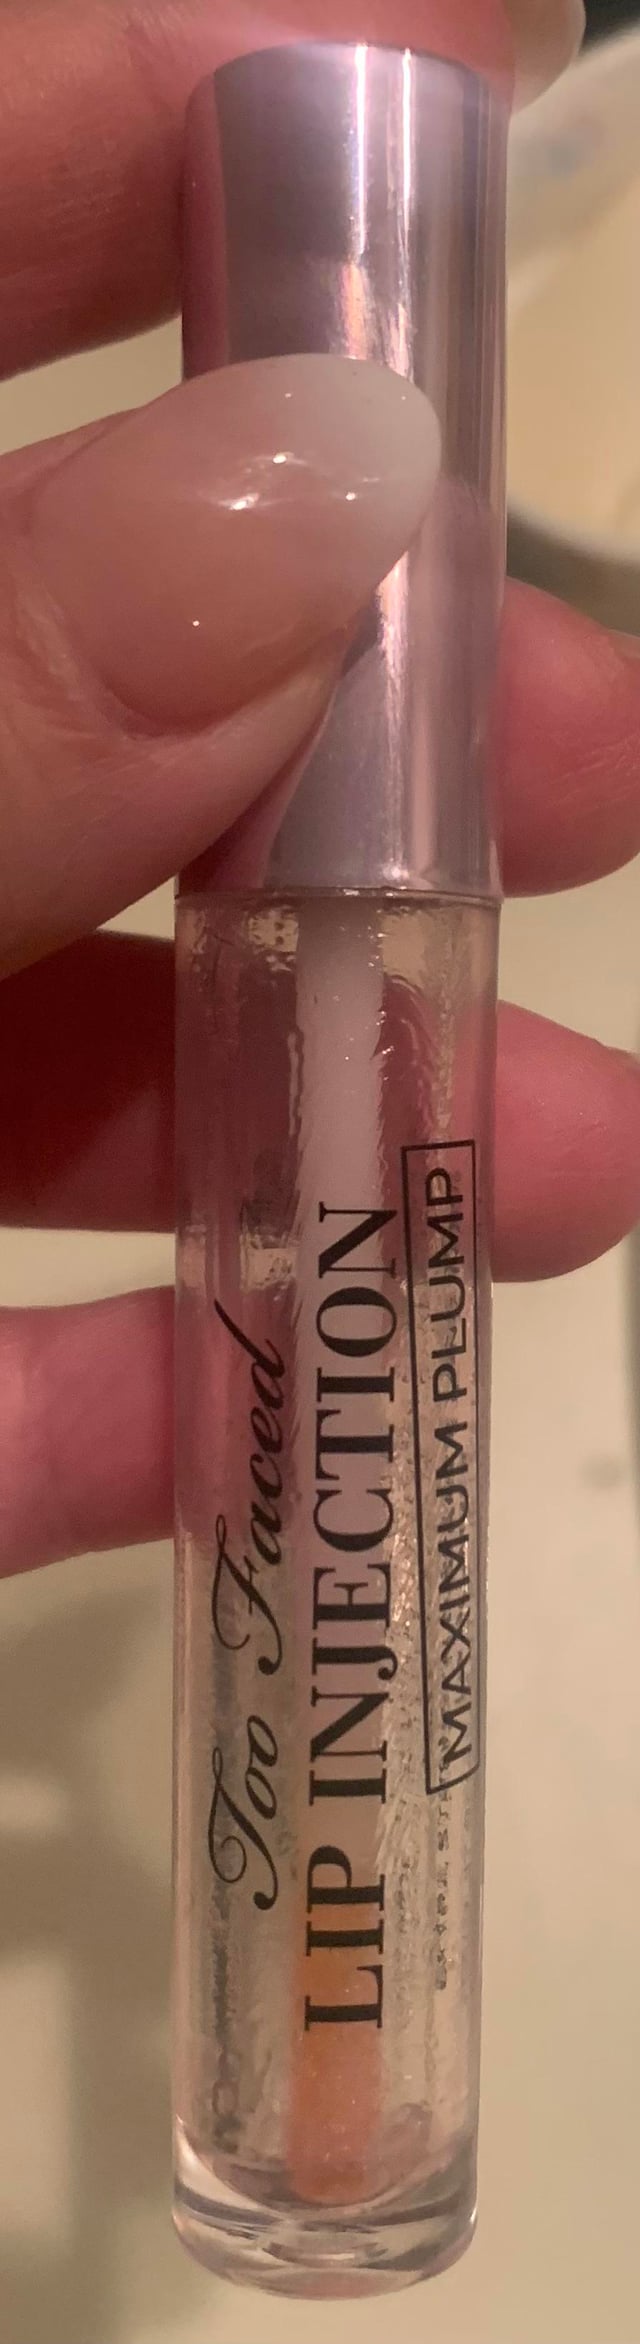 Too Faced
LIP INJECTION
MAXIMUM PLUMP